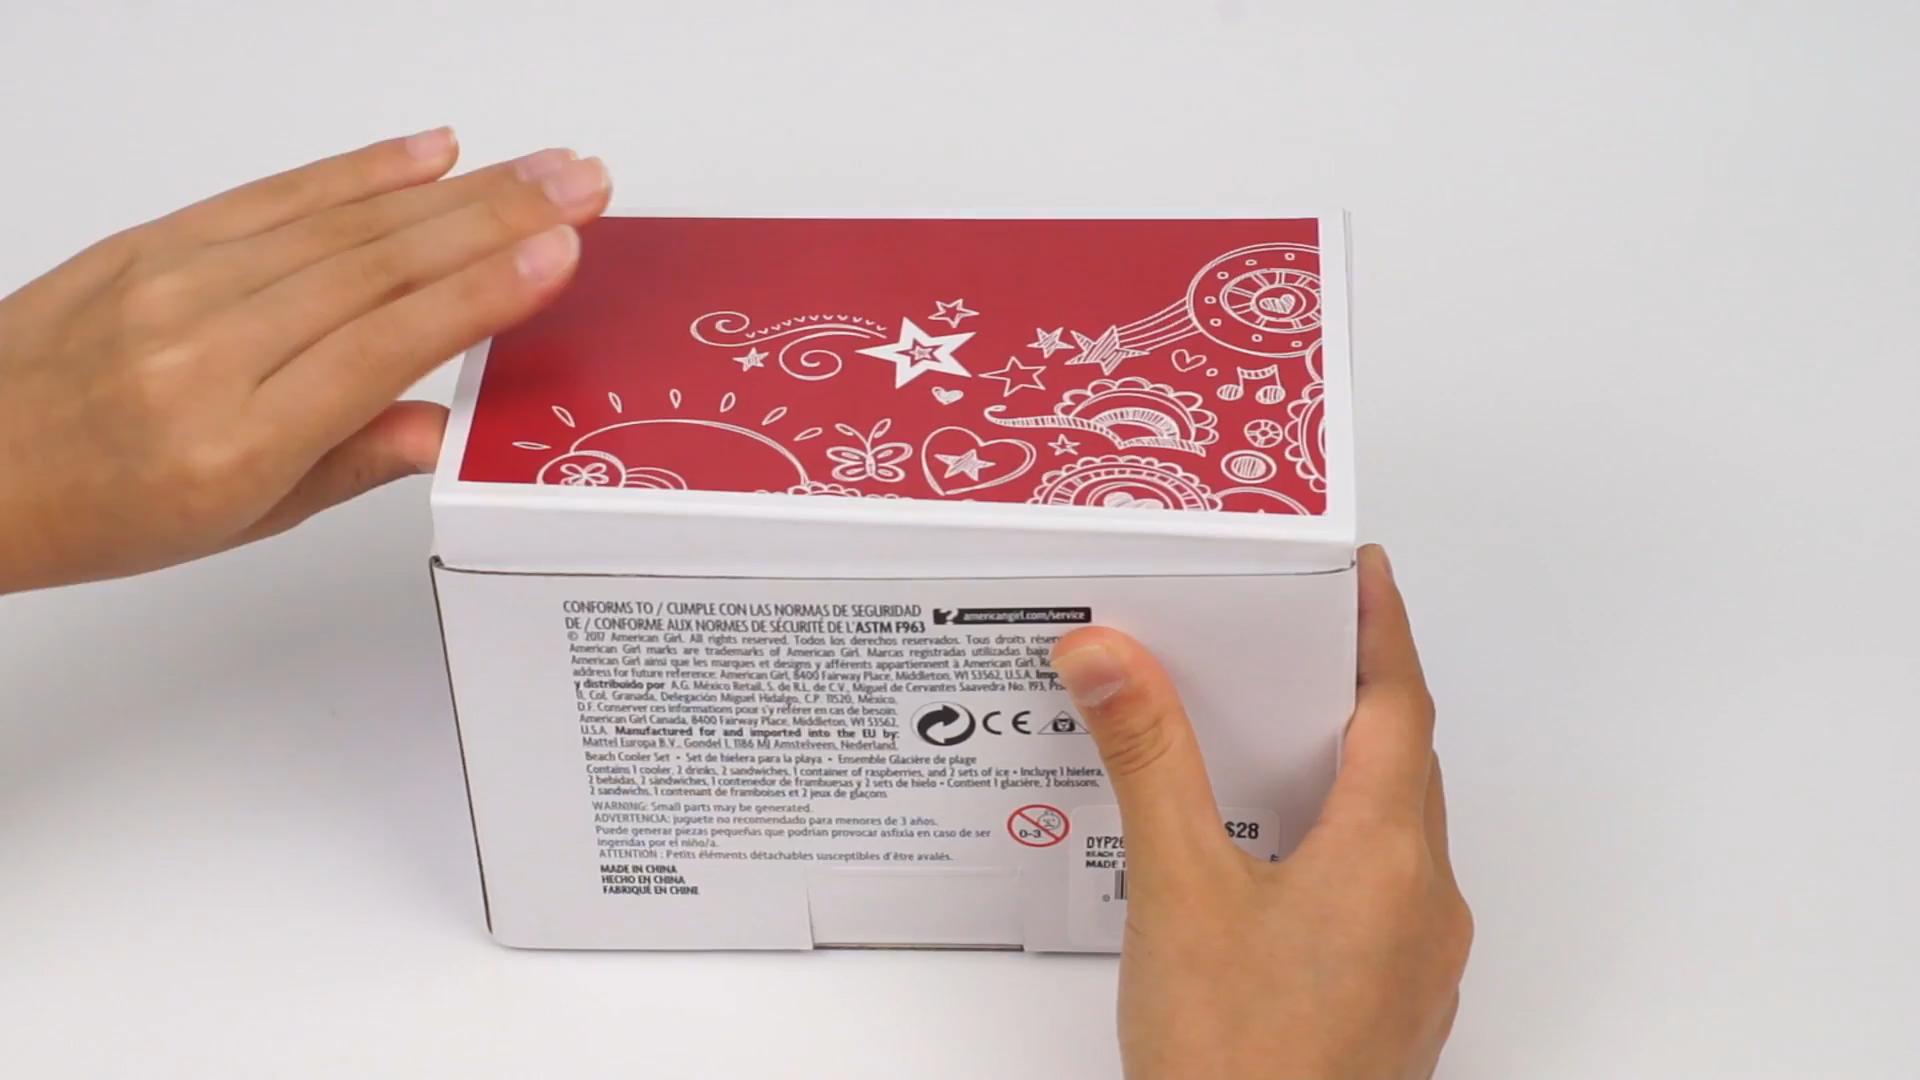 CONFORMS TO / CUMPLE CON LAS NORMAS DE SEGURIDAD
DE / CONFORME AUX NORMES DE SÉCURITÉ DE L'ASTM F963
americangirl.com/service
© 2017 American Girl. All rights reserved. Todos los derechos reservados. Tous droits réser
American Girl marks are trademarks of American Girl. Marcas registradas utilizadas bajo
American Girl ainsi que les marques et designs y afférents appartiennent à American Girl. R
address for future reference: American Girl, 8400 Fairway Place, Middleton, WI 53562, U.S.A. Imp
y distribuido por A.G. México Retail, S. de R.L. de C.V., Miguel de Cervantes Saavedra No. 193, Pis
11, Col. Granada, Delegación Miguel Hidalgo, C.P. 11520, México,
D.F. Conserver ces informations pour s'y référer en cas de besoin.
American Girl Canada, 8400 Fairway Place, Middleton, WI 53562,
U.S.A. Manufactured for and imported into the EU by:
Mattel Europa B.V., Gondel 1, 1186 MJ Amstelveen, Nederland.
CE
Beach Cooler Set • Set de hielera para la playa • Ensemble Glacière de plage
Contains 1 cooler, 2 drinks, 2 sandwiches, 1 container of raspberries, and 2 sets of ice • Incluye 1 hielera,
2 bebidas, 2 sándwiches, 1 contenedor de frambuesas y 2 sets de hielo • Contient 1 glacière, 2 boissons,
2 sandwichs, 1 contenant de framboises et 2 jeux de glaçons
WARNING: Small parts may be generated.
ADVERTENCIA: juguete no recomendado para menores de 3 años.
Puede generar piezas pequeñas que podrían provocar asfixia en caso de ser
ingeridas por el niño/a.
ATTENTION : Petits éléments détachables susceptibles d'être avalés.
0-3
MADE IN CHINA
HECHO EN CHINA
FABRIQUÉ EN CHINE
$28
DYP26
BEACH C
MADE I
0